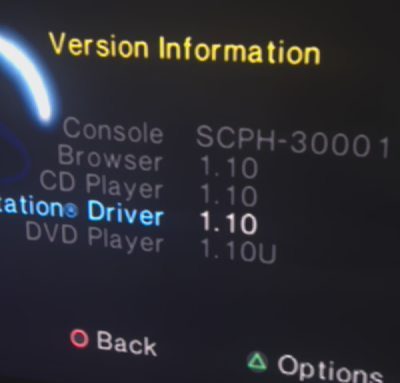 Version Information
Console SCPH-30001
Browser 1.10
CD Player 1.10
tation® Driver 1.10
DVD Player 1.10U
Back
Options